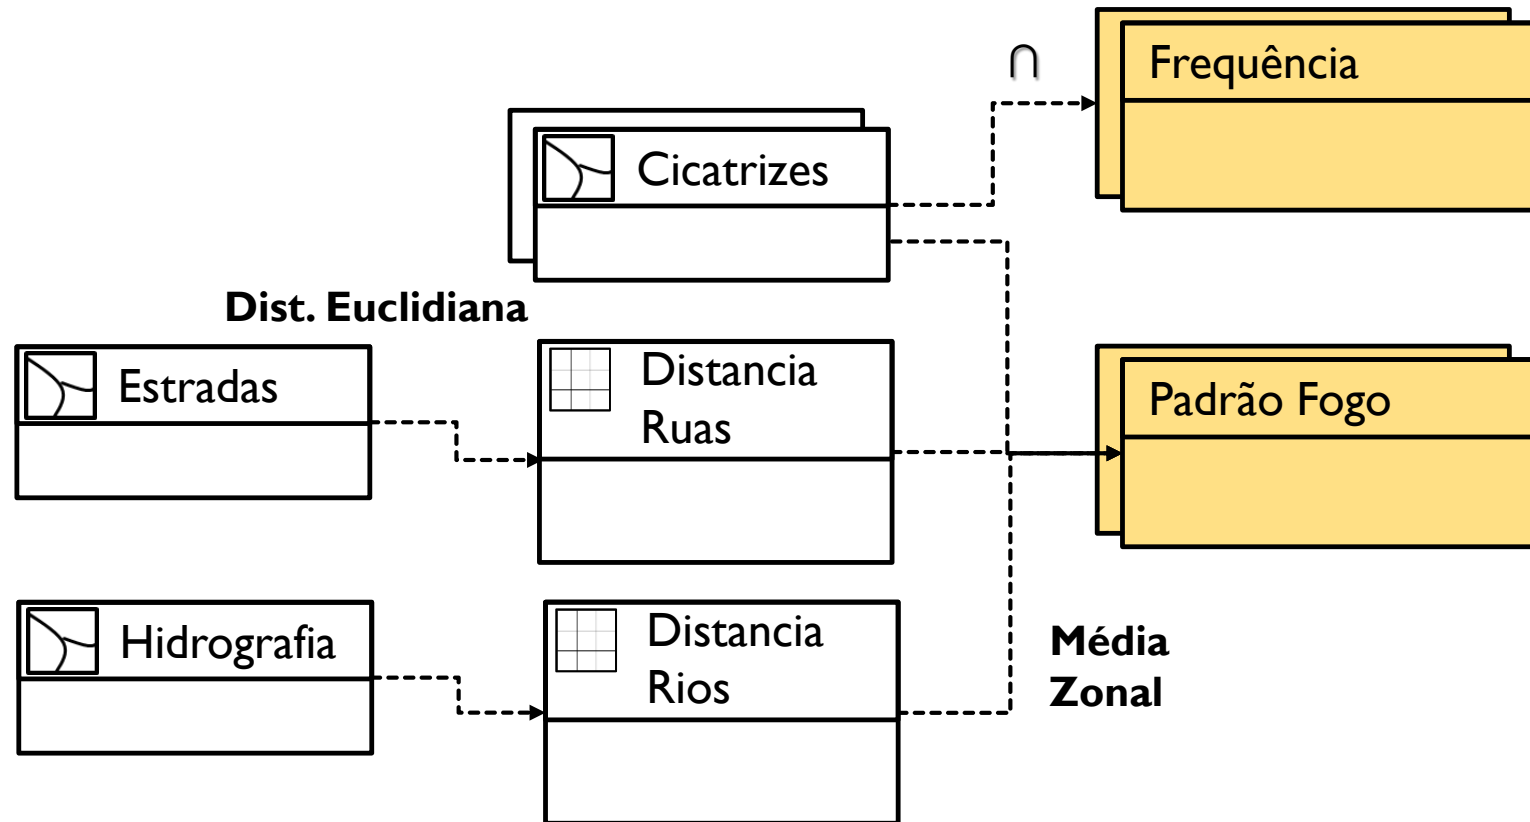 ∩
Frequência
Cicatrizes
Dist. Euclidiana
Estradas
Distancia
Ruas
Padrão Fogo
Hidrografia
Distancia
Rios
Média
Zonal